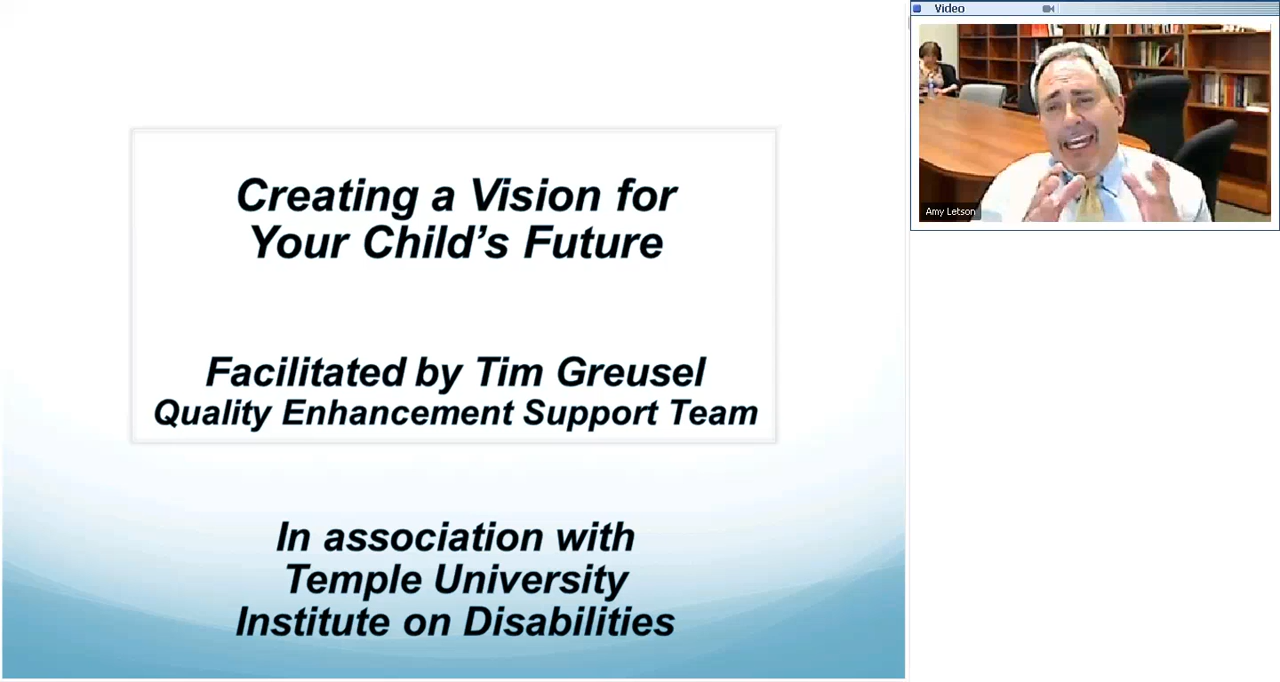 Video
Amy Letson
Creating a Vision for
Your Child’s Future
Facilitated by Tim Greusel
Quality Enhancement Support Team
In association with
Temple University
Institute on Disabilities